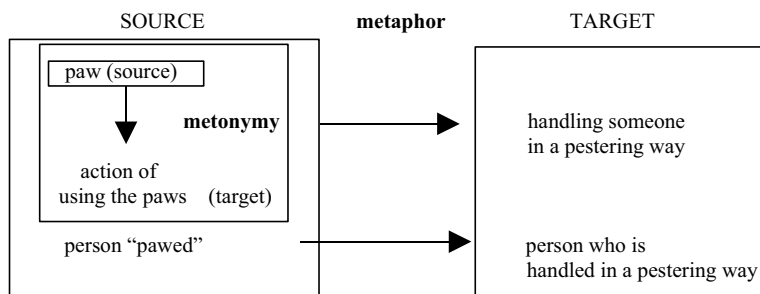 SOURCE metaphor TARGET
paw (source)
metonymy
handling someone
in a pestering way
action of
using the paws (target)
person “pawed”
person who is
handled in a pestering way